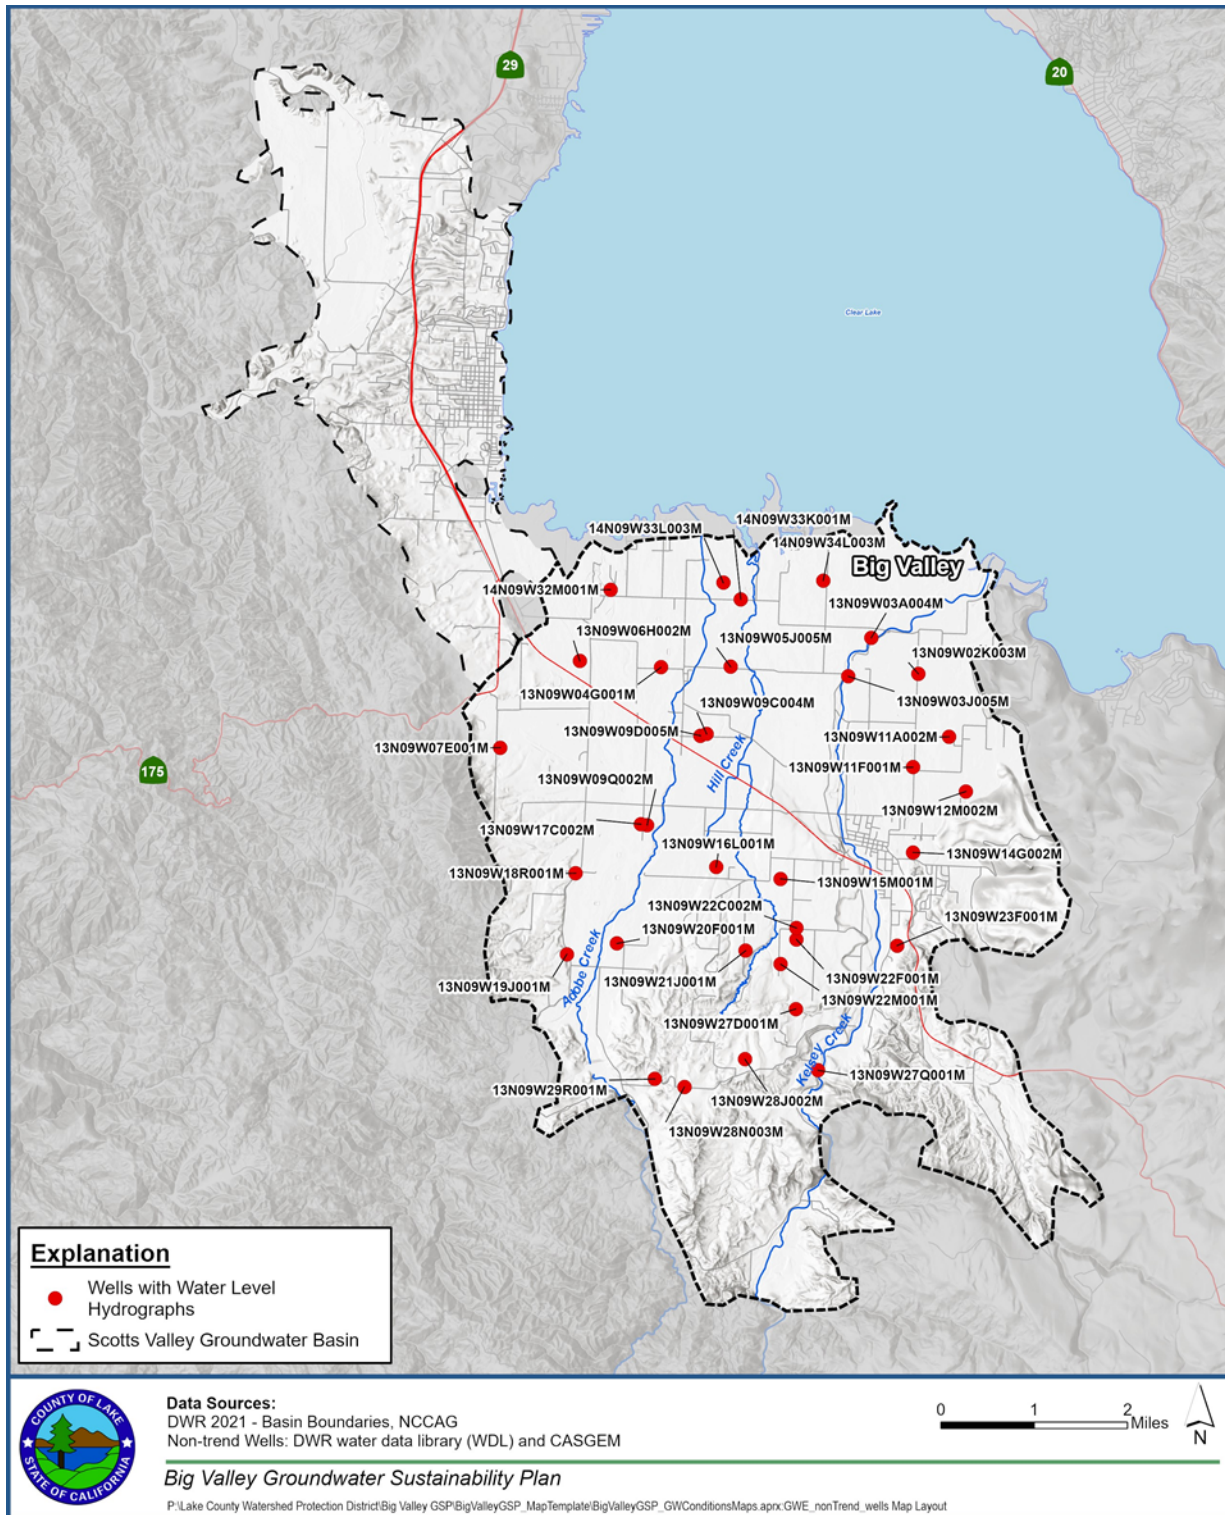 29
20
Clear Lake
14N09W33L003M
14N09W33K001M
14N09W34L003M
Big Valley
14N09W32M001M
13N09W03A004M
13N09W06H002M
13N09W05J005M
13N09W02K003M
13N09W04G001M
13N09W09C004M
13N09W03J005M
13N09W09D005M
13N09W11A002M
13N09W07E001M
Hill Creek
13N09W11F001M
175
13N09W09Q002M
13N09W12M002M
13N09W17C002M
13N09W16L001M
13N09W14G002M
13N09W18R001M
13N09W15M001M
13N09W22C002M
13N09W23F001M
13N09W20F001M
Adobe Creek
13N09W21J001M
13N09W22F001M
13N09W19J001M
13N09W22M001M
13N09W27D001M
Kelsey Creek
13N09W27Q001M
13N09W29R001M
13N09W28J002M
13N09W28N003M
Explanation
Wells with Water Level
Hydrographs
Scotts Valley Groundwater Basin
COUNTY OF LAKE
STATE OF CALIFORNIA
Data Sources:
DWR 2021 - Basin Boundaries, NCCAG
Non-trend Wells: DWR water data library (WDL) and CASGEM
0 1 2 Miles
N
Big Valley Groundwater Sustainability Plan
P:\Lake County Watershed Protection District\Big Valley GSP\BigValleyGSP_MapTemplate\BigValleyGSP_GWConditionsMaps.aprx:GWE_nonTrend_wells Map Layout